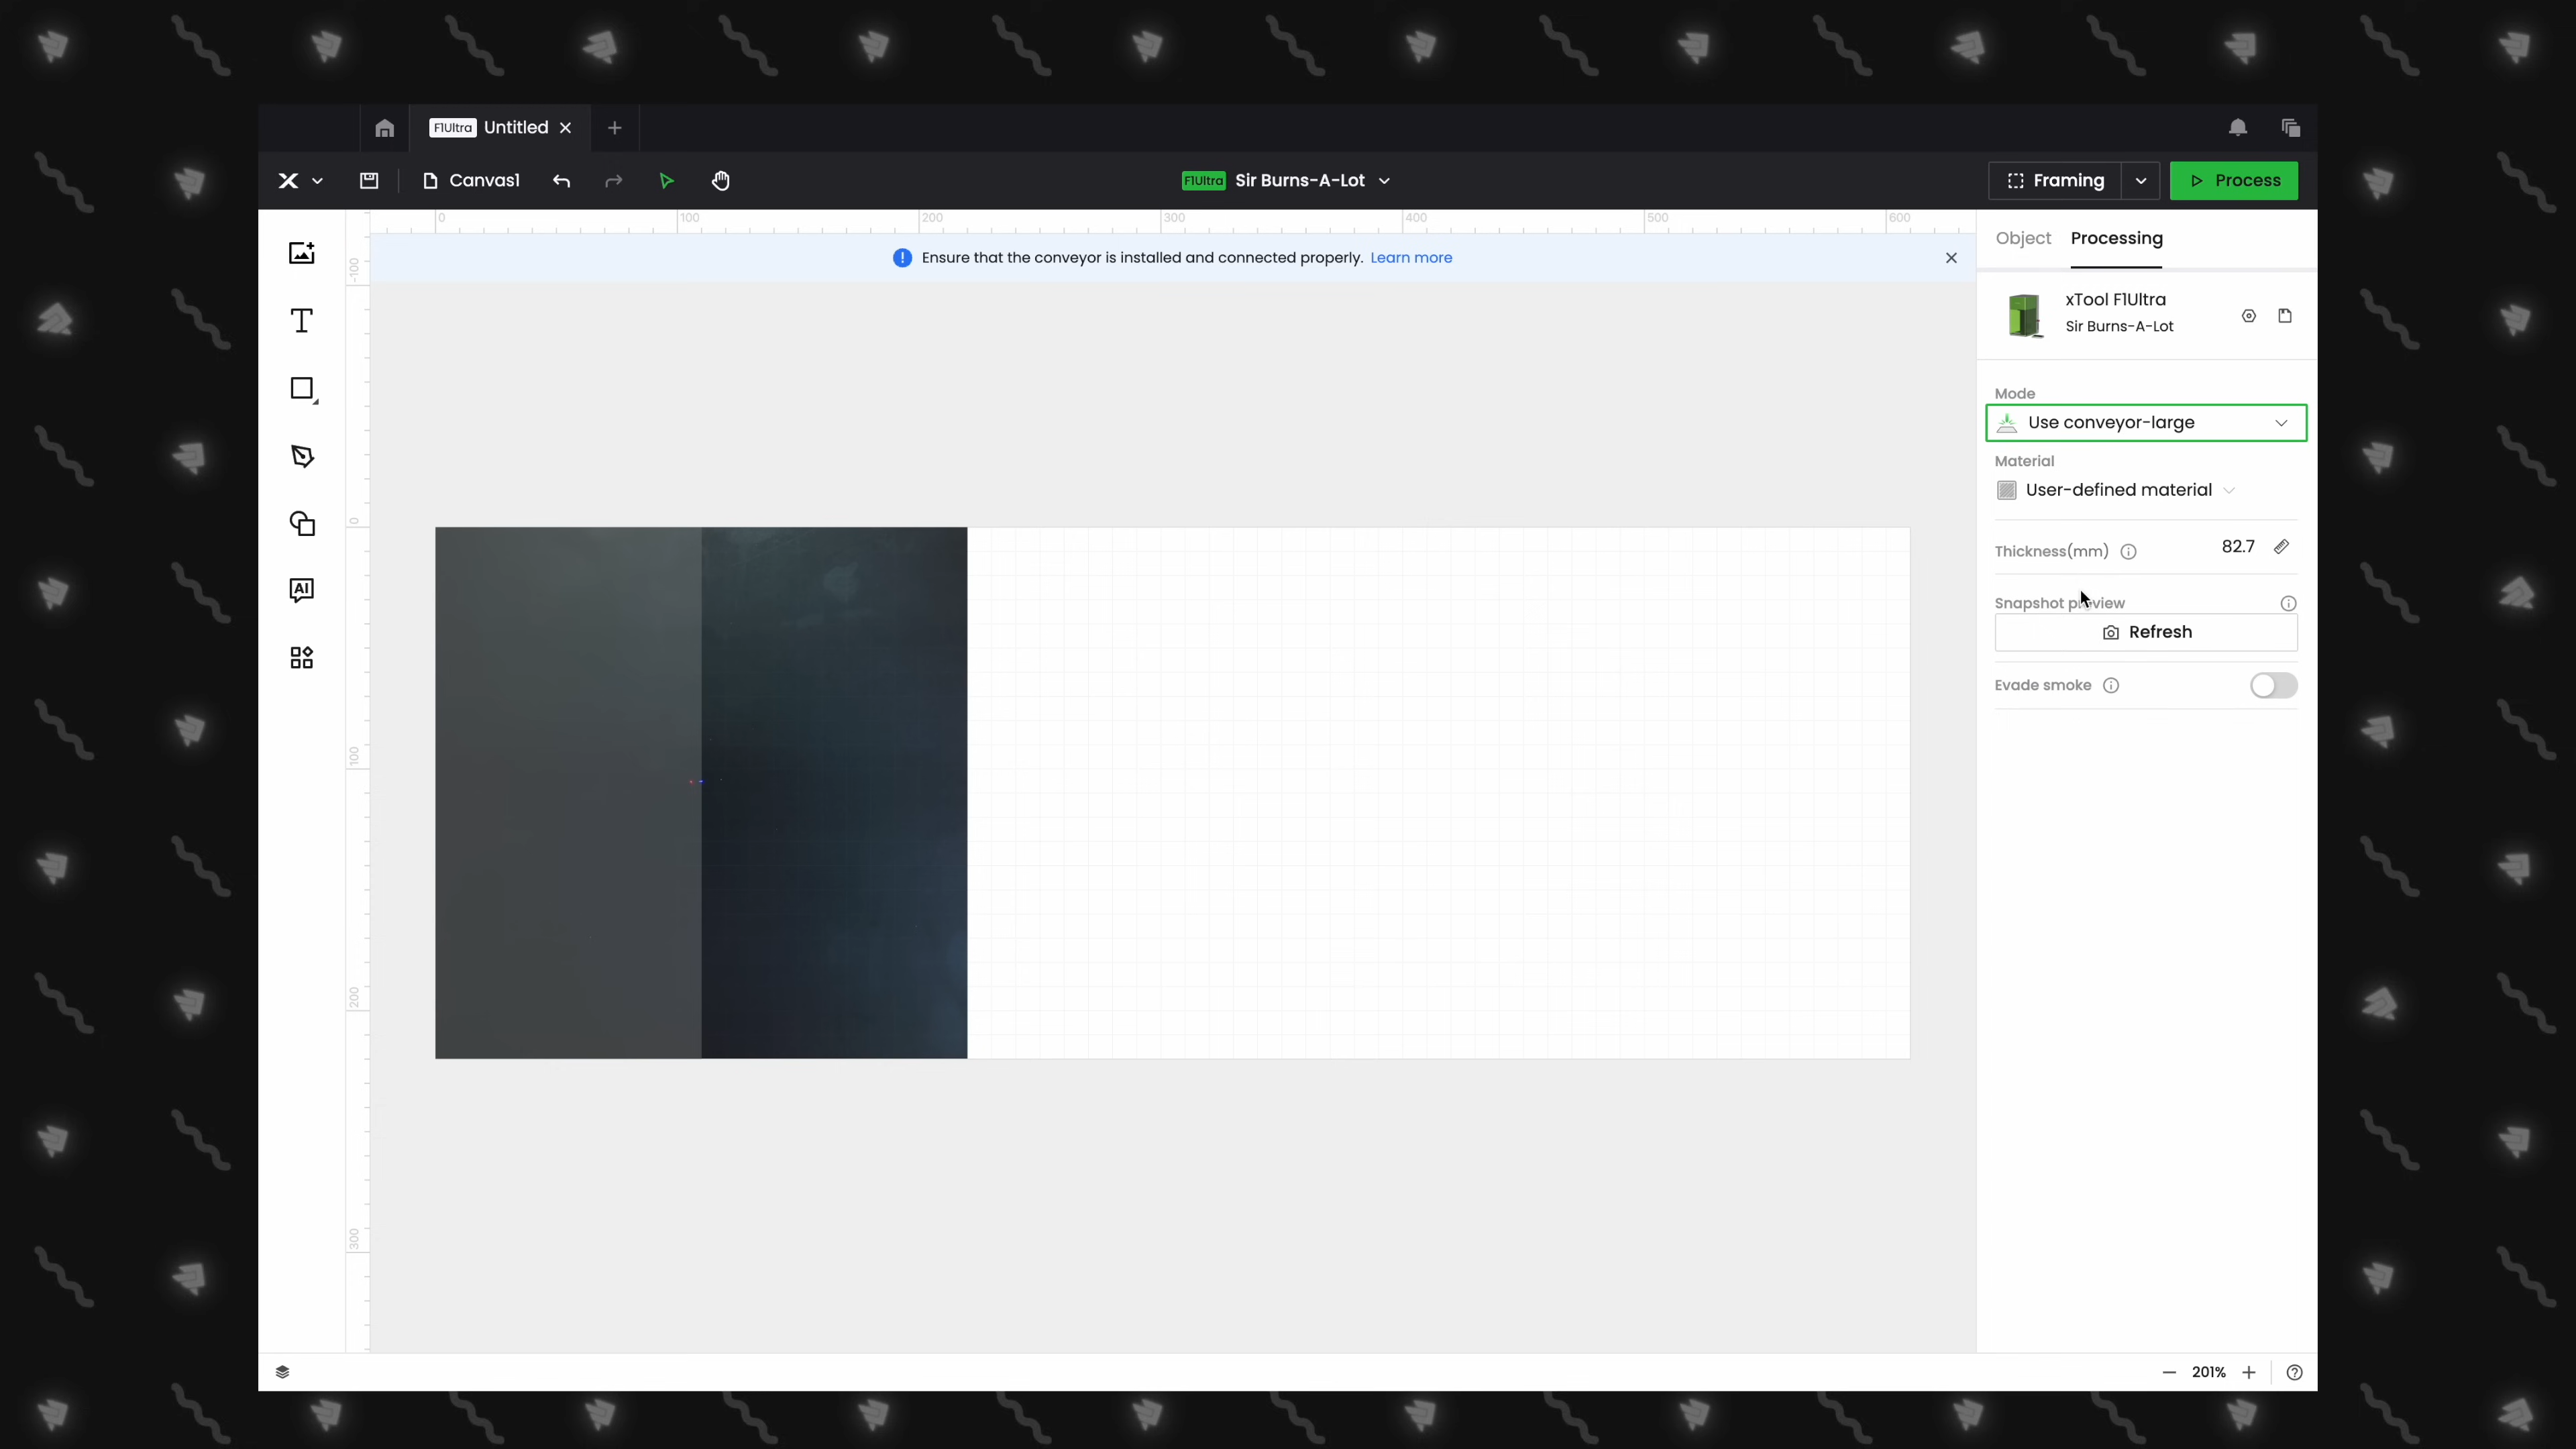 F1Ultra Untitled
Canvas1
F1Ultra Sir Burns-A-Lot
Framing
Process
0 100 200 300 400 500 600
-100
0
100
200
300
Ensure that the conveyor is installed and connected properly. Learn more
Object Processing
xTool F1Ultra
Sir Burns-A-Lot
Mode
Use conveyor-large
Material
User-defined material
Thickness(mm) 82.7
Snapshot preview
Refresh
Evade smoke
AI
201%